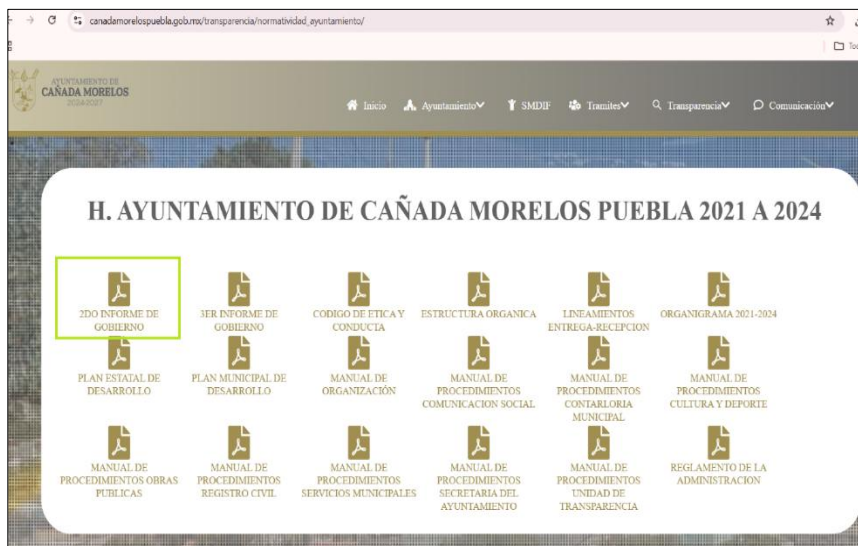 canadamorelospuebla.gob.mx/transparencia/normatividad_ayuntamiento/
AYUNTAMIENTO DE
CAÑADA MORELOS
2024-2027
Inicio Ayuntamiento SMDIF Tramites Transparencia Comunicación
H. AYUNTAMIENTO DE CAÑADA MORELOS PUEBLA 2021 A 2024
2DO INFORME DE
GOBIERNO
3ER INFORME DE
GOBIERNO
CODIGO DE ETICA Y
CONDUCTA
ESTRUCTURA ORGANICA
LINEAMIENTOS
ENTREGA-RECEPCION
ORGANIGRAMA 2021-2024
PLAN ESTATAL DE
DESARROLLO
PLAN MUNICIPAL DE
DESARROLLO
MANUAL DE
ORGANIZACIÓN
MANUAL DE
PROCEDIMIENTOS
COMUNICACION SOCIAL
MANUAL DE
PROCEDIMIENTOS
CONTARLORIA
MUNICIPAL
MANUAL DE
PROCEDIMIENTOS
CULTURA Y DEPORTE
MANUAL DE
PROCEDIMIENTOS OBRAS
PUBLICAS
MANUAL DE
PROCEDIMIENTOS
REGISTRO CIVIL
MANUAL DE
PROCEDIMIENTOS
SERVICIOS MUNICIPALES
MANUAL DE
PROCEDIMIENTOS
SECRETARIA DEL
AYUNTAMIENTO
MANUAL DE
PROCEDIMIENTOS
UNIDAD DE
TRANSPARENCIA
REGLAMENTO DE LA
ADMINISTRACION